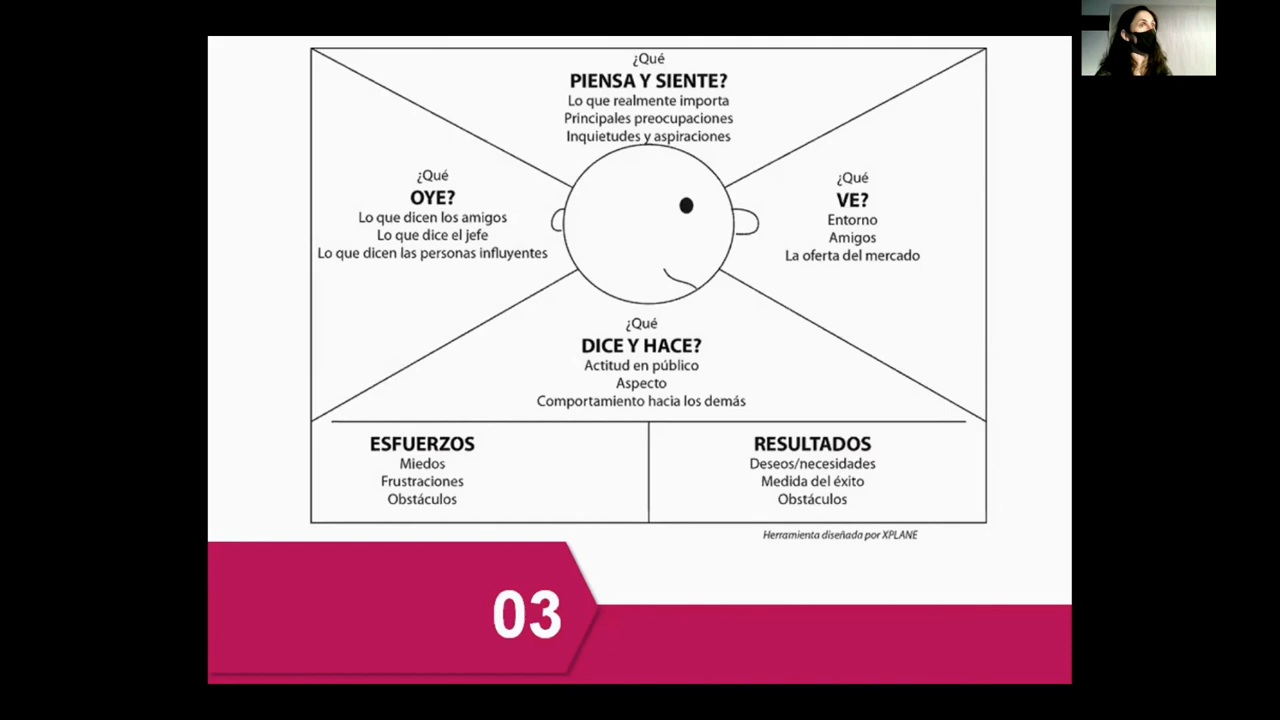 ¿Qué
PIENSA Y SIENTE?
Lo que realmente importa
Principales preocupaciones
Inquietudes y aspiraciones
¿Qué
OYE?
Lo que dicen los amigos
Lo que dice el jefe
Lo que dicen las personas influyentes
¿Qué
VE?
Entorno
Amigos
La oferta del mercado
¿Qué
DICE Y HACE?
Actitud en público
Aspecto
Comportamiento hacia los demás
ESFUERZOS
Miedos
Frustraciones
Obstáculos
RESULTADOS
Deseos/necesidades
Medida del éxito
Obstáculos
Herramienta diseñada por XPLANE
03